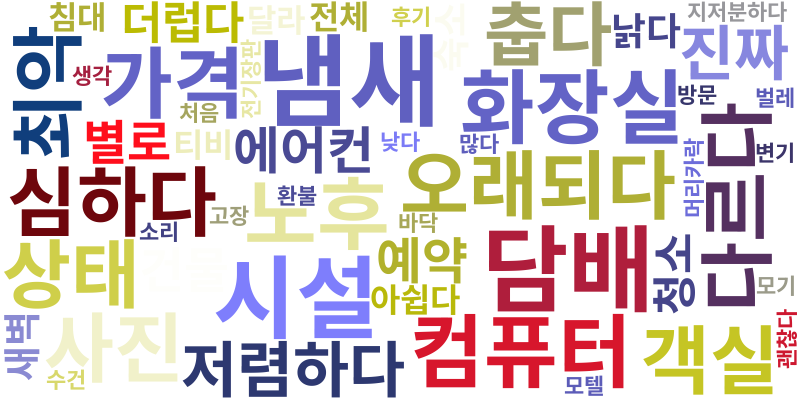 침대
더럽다
달라
전체
후기
숙소
춥다
낡다
지저분하다
진짜
최악
생각
가격
전기장판
냄새
화장실
방문
벌레
처음
별로
티비
에어컨
낮다
많다
오래되다
머리카락
다르다
변기
심하다
소리
고장
노후
환불
바닥
상태
시설
예약
아쉽다
담배
청소
모기
새벽
사진
수건
저렴하다
컴퓨터
모텔
객실
괜찮다